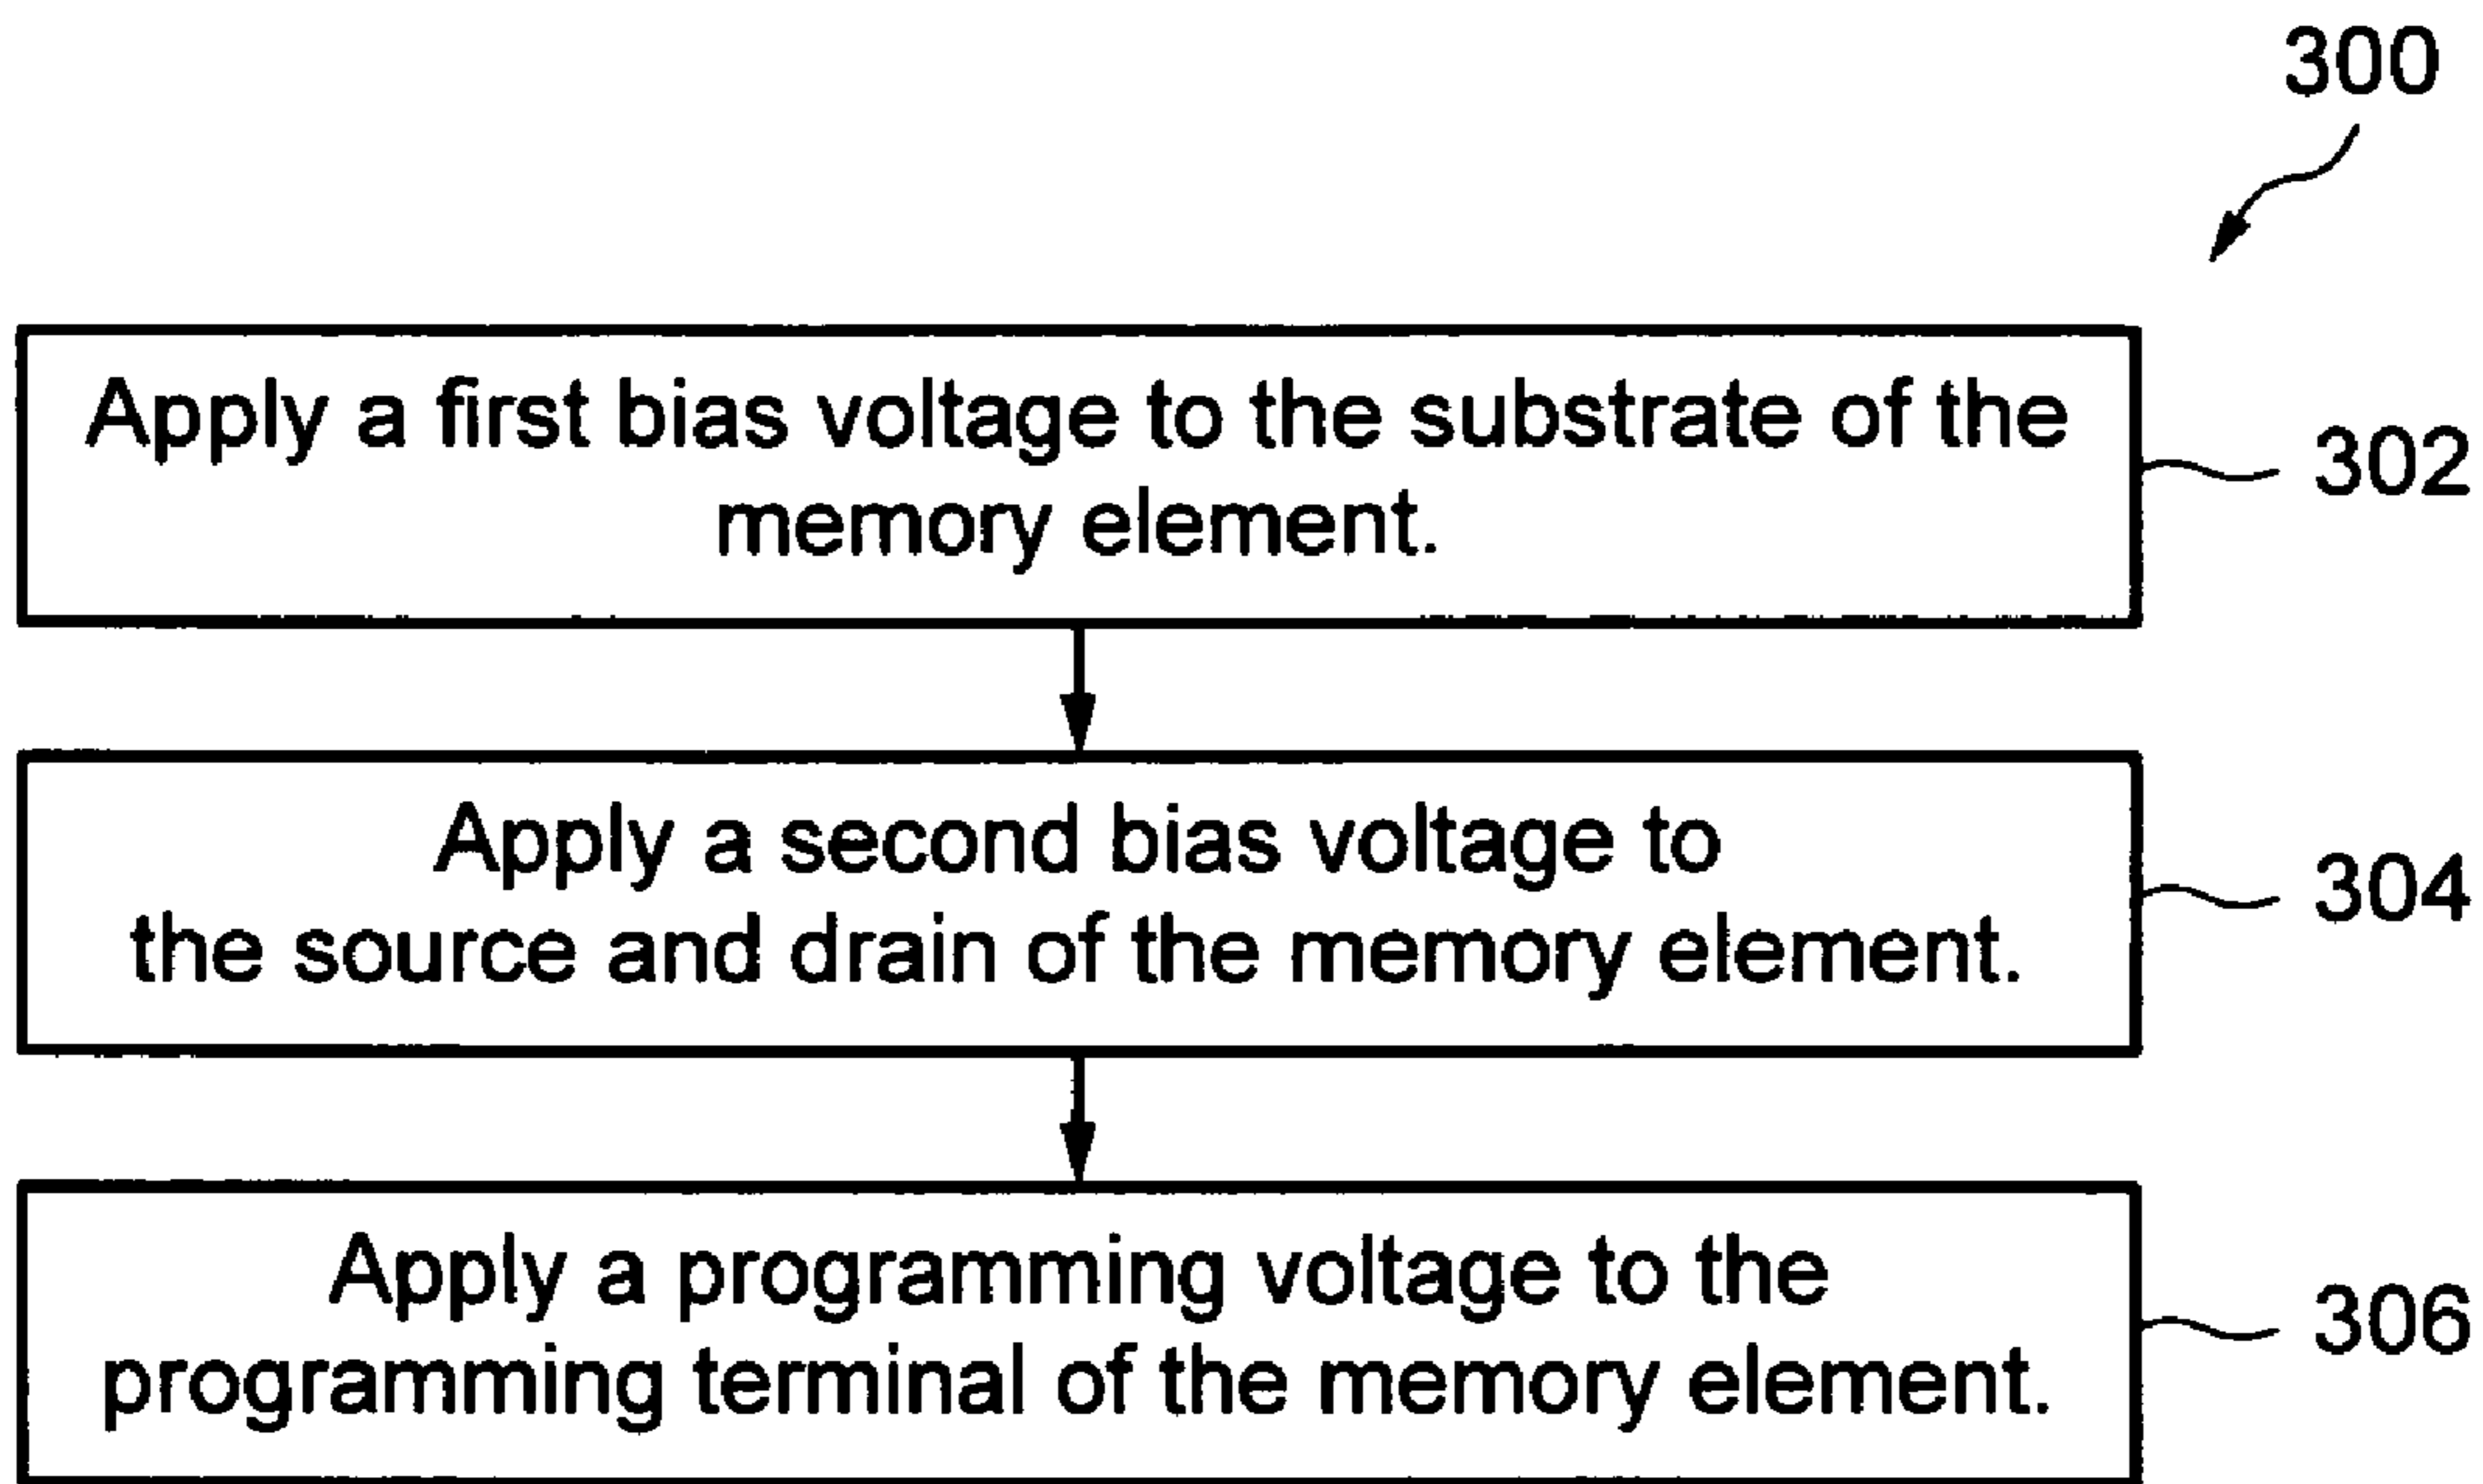 300
Apply a first bias voltage to the substrate of the
memory element.
302
Apply a second bias voltage to
the source and drain of the memory element.
304
Apply a programming voltage to the
programming terminal of the memory element.
306